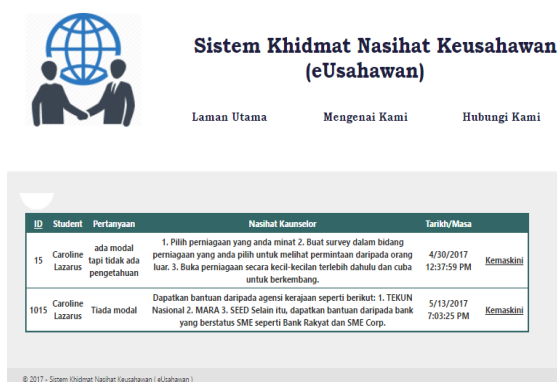 Sistem Khidmat Nasihat Keusahawan
(eUsahawan)
Laman Utama Mengenai Kami Hubungi Kami
ID Student Pertanyaan Nasihat Kaunselor Tarikh/Masa
15
Caroline
Lazarus
ada modal
tapi tidak ada
pengetahuan
1. Pilih perniagaan yang anda minat 2. Buat survey dalam bidang
perniagaan yang anda pilih untuk melihat permintaan daripada orang
luar. 3. Buka perniagaan secara kecil-kecilan terlebih dahulu dan cuba
untuk berkembang.
4/30/2017
12:37:59 PM
Kemaskini
1015
Caroline
Lazarus
Tiada modal
Dapatkan bantuan daripada agensi kerajaan seperti berikut: 1. TEKUN
Nasional 2. MARA 3. SEED Selain itu, dapatkan bantuan daripada bank
yang berstatus SME seperti Bank Rakyat dan SME Corp.
5/13/2017
7:03:25 PM
Kemaskini
© 2017 - Sistem Khidmat Nasihat Keusahawan ( eUsahawan )